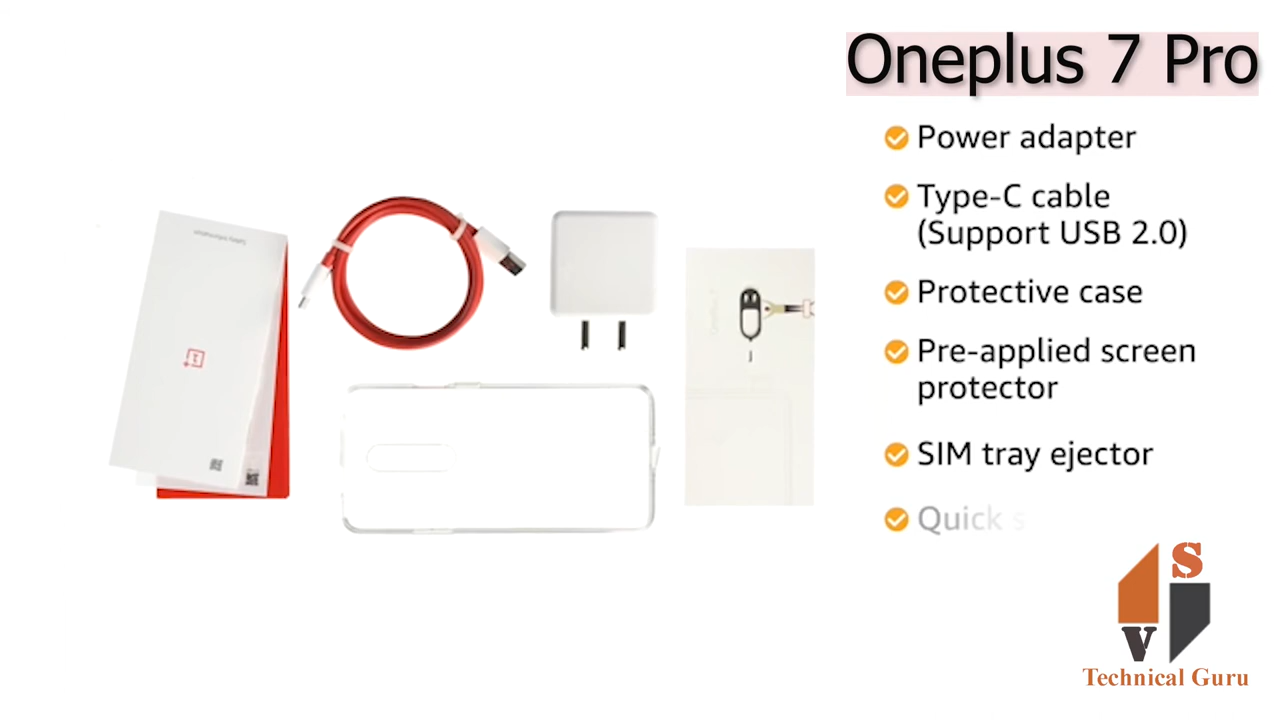 Oneplus 7 Pro
Power adapter
Type-C cable
(Support USB 2.0)
Protective case
Pre-applied screen
protector
SIM tray ejector
Quick s
S
V
Technical Guru